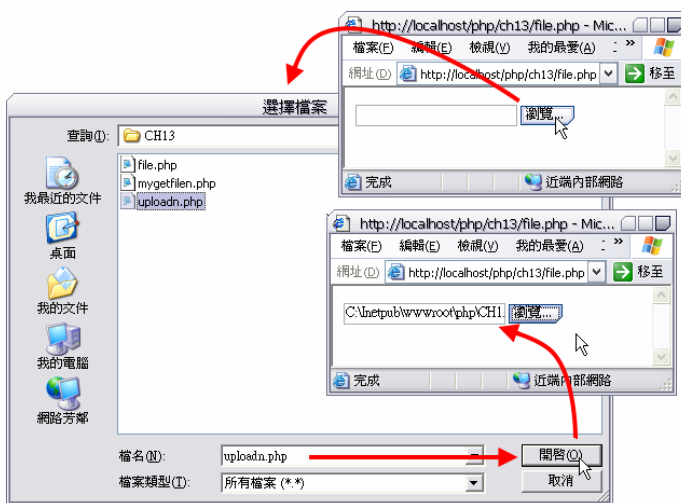 http://localhost/php/ch13/file.php - Mic...
檔案(F) 編輯(E) 檢視(V) 我的最愛(A) »
網址(D) http://localhost/php/ch13/file.php 移至
瀏覽...
完成 近端內部網路
選擇檔案
查詢(I): CH13
file.php
mygetfilen.php
uploadn.php
我最近的文件
桌面
我的文件
我的電腦
網路芳鄰
檔名(N): uploadn.php 開啓(O)
檔案類型(T): 所有檔案 (*.*) 取消
http://localhost/php/ch13/file.php - Mic...
檔案(F) 編輯(E) 檢視(V) 我的最愛(A) »
網址(D) http://localhost/php/ch13/file.php 移至
C:\Inetpub\wwwroot\php\CH1 瀏覽...
完成 近端內部網路